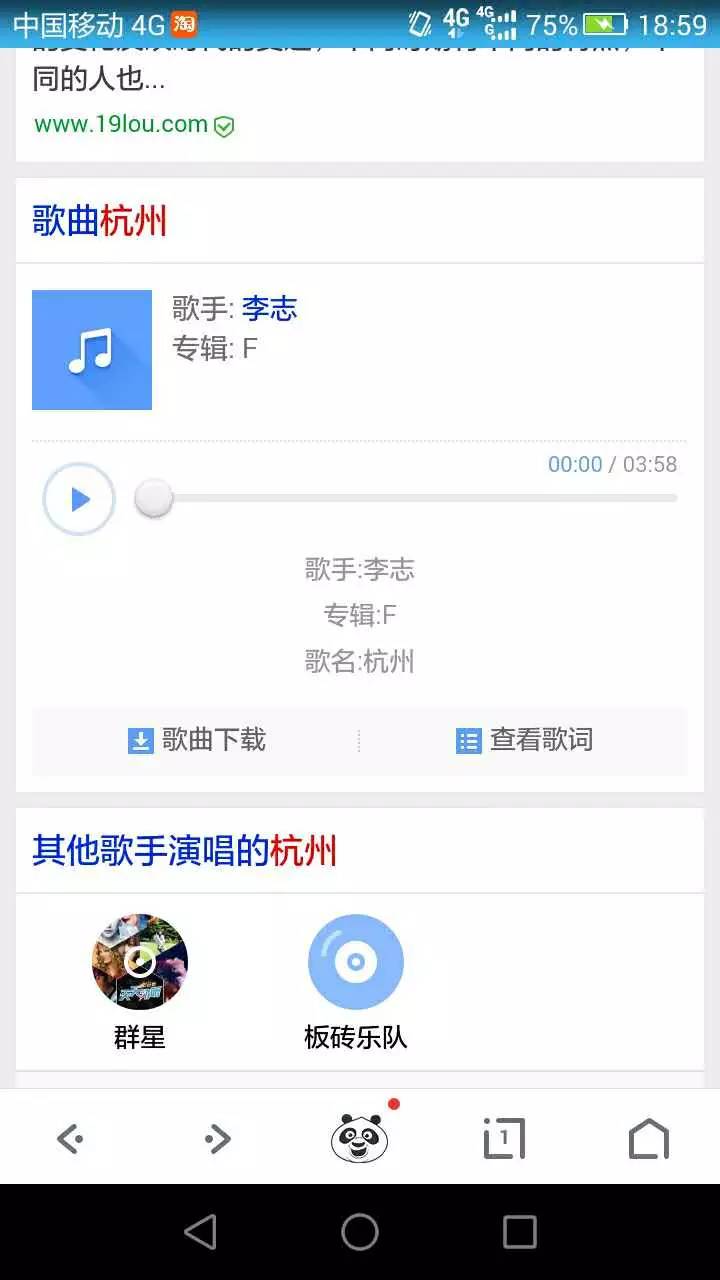 中国移动 4G 淘 4G 4G G 75% 18:59
同的人也...
www.19lou.com
歌曲杭州
歌手: 李志
专辑: F
00:00 / 03:58
歌手:李志
专辑:F
歌名:杭州
歌曲下载 查看歌词
其他歌手演唱的杭州
群星 板砖乐队
1